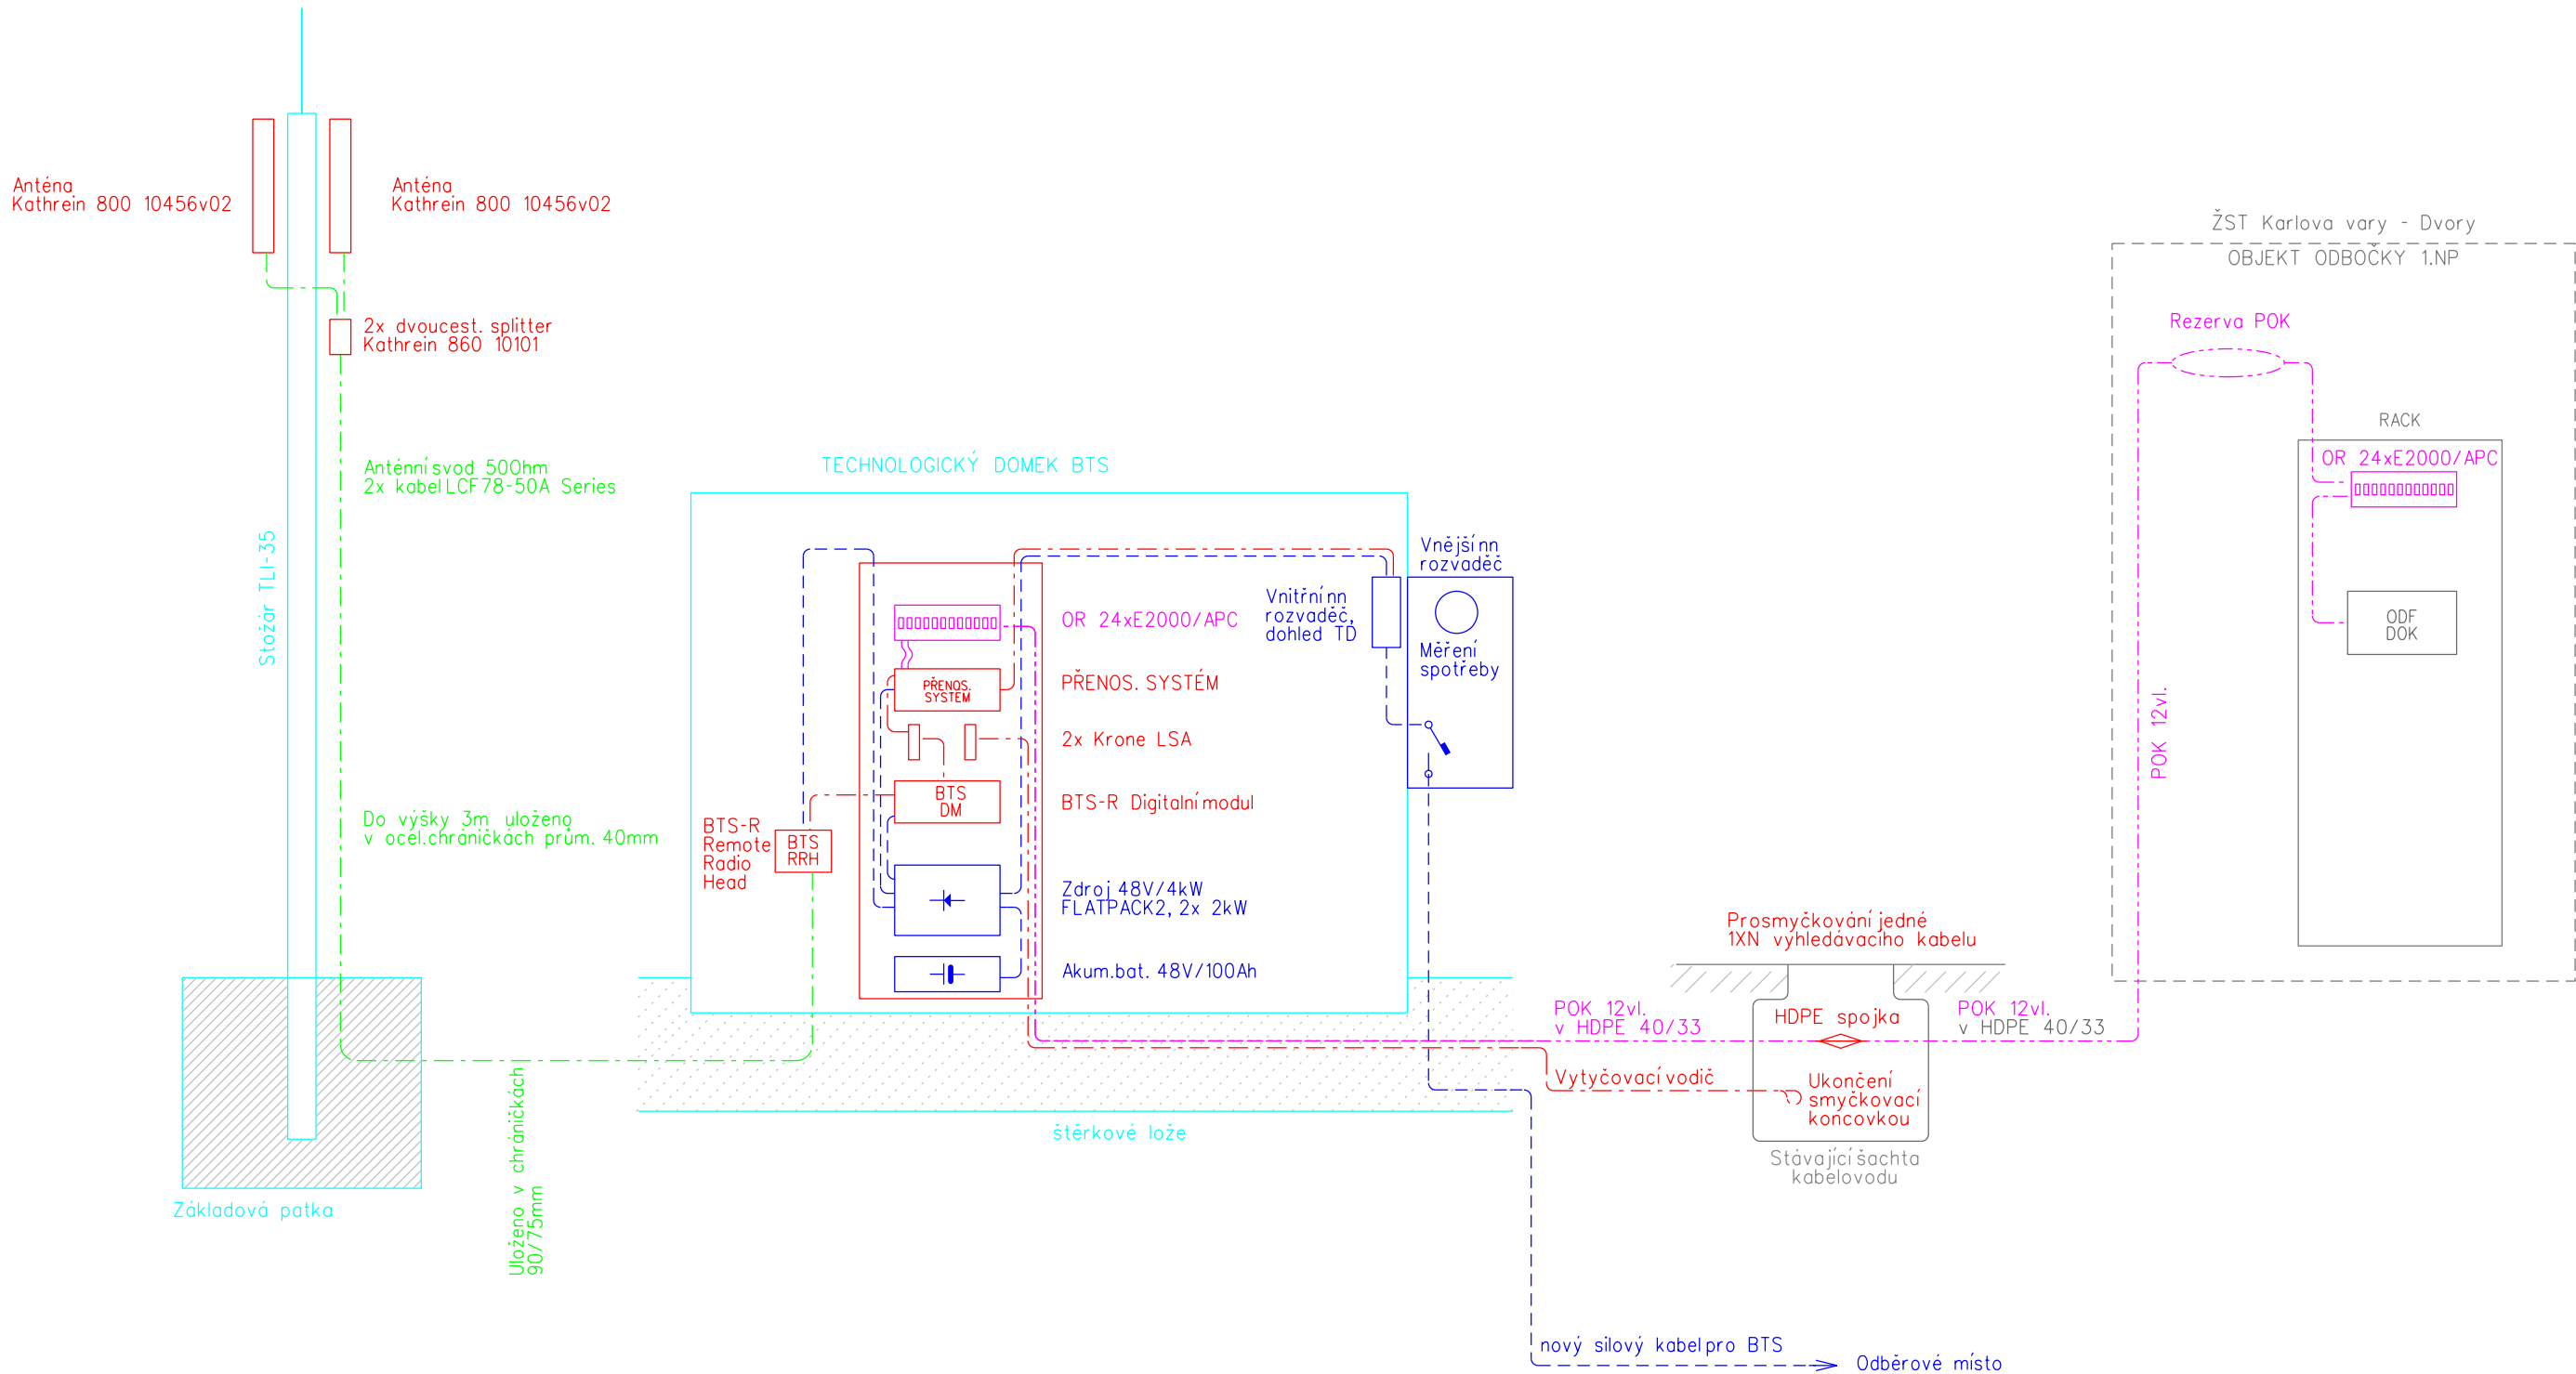 Anténa
Kathrein 800 10456v02
Anténa
Kathrein 800 10456v02
2x dvoucest. splitter
Kathrein 860 10101
Anténní svod 50Ohm
2x kabel LCF78-50A Series
Stožár TLI-35
Do výšky 3m uloženo
v ocel.chráničkách prům. 40mm
Základová patka
Uloženo v chráničkách
90/75mm
TECHNOLOGICKÝ DOMEK BTS
OR 24xE2000/APC
PŘENOS.
SYSTÉM
PŘENOS. SYSTÉM
2x Krone LSA
BTS
DM
BTS-R Digitalní modul
BTS-R
Remote
Radio
Head
BTS
RRH
Zdroj 48V/4kW
FLATPACK2, 2x 2kW
Akum.bat. 48V/100Ah
Vnitřní nn
rozvaděč,
dohled TD
Vnější nn
rozvaděč
Měření
spotřeby
štěrkové lože
POK 12vl.
v HDPE 40/33
Vytyčovací vodič
Prosmyčkování jedné
1XN vyhledávacího kabelu
HDPE spojka
Ukončení
smyčkovací
koncovkou
Stávající šachta
kabelovodu
POK 12vl.
v HDPE 40/33
nový silový kabel pro BTS
Odběrové místo
ŽST Karlova vary - Dvory
OBJEKT ODBOČKY 1.NP
Rezerva POK
RACK
OR 24xE2000/APC
ODF
DOK
POK 12vl.